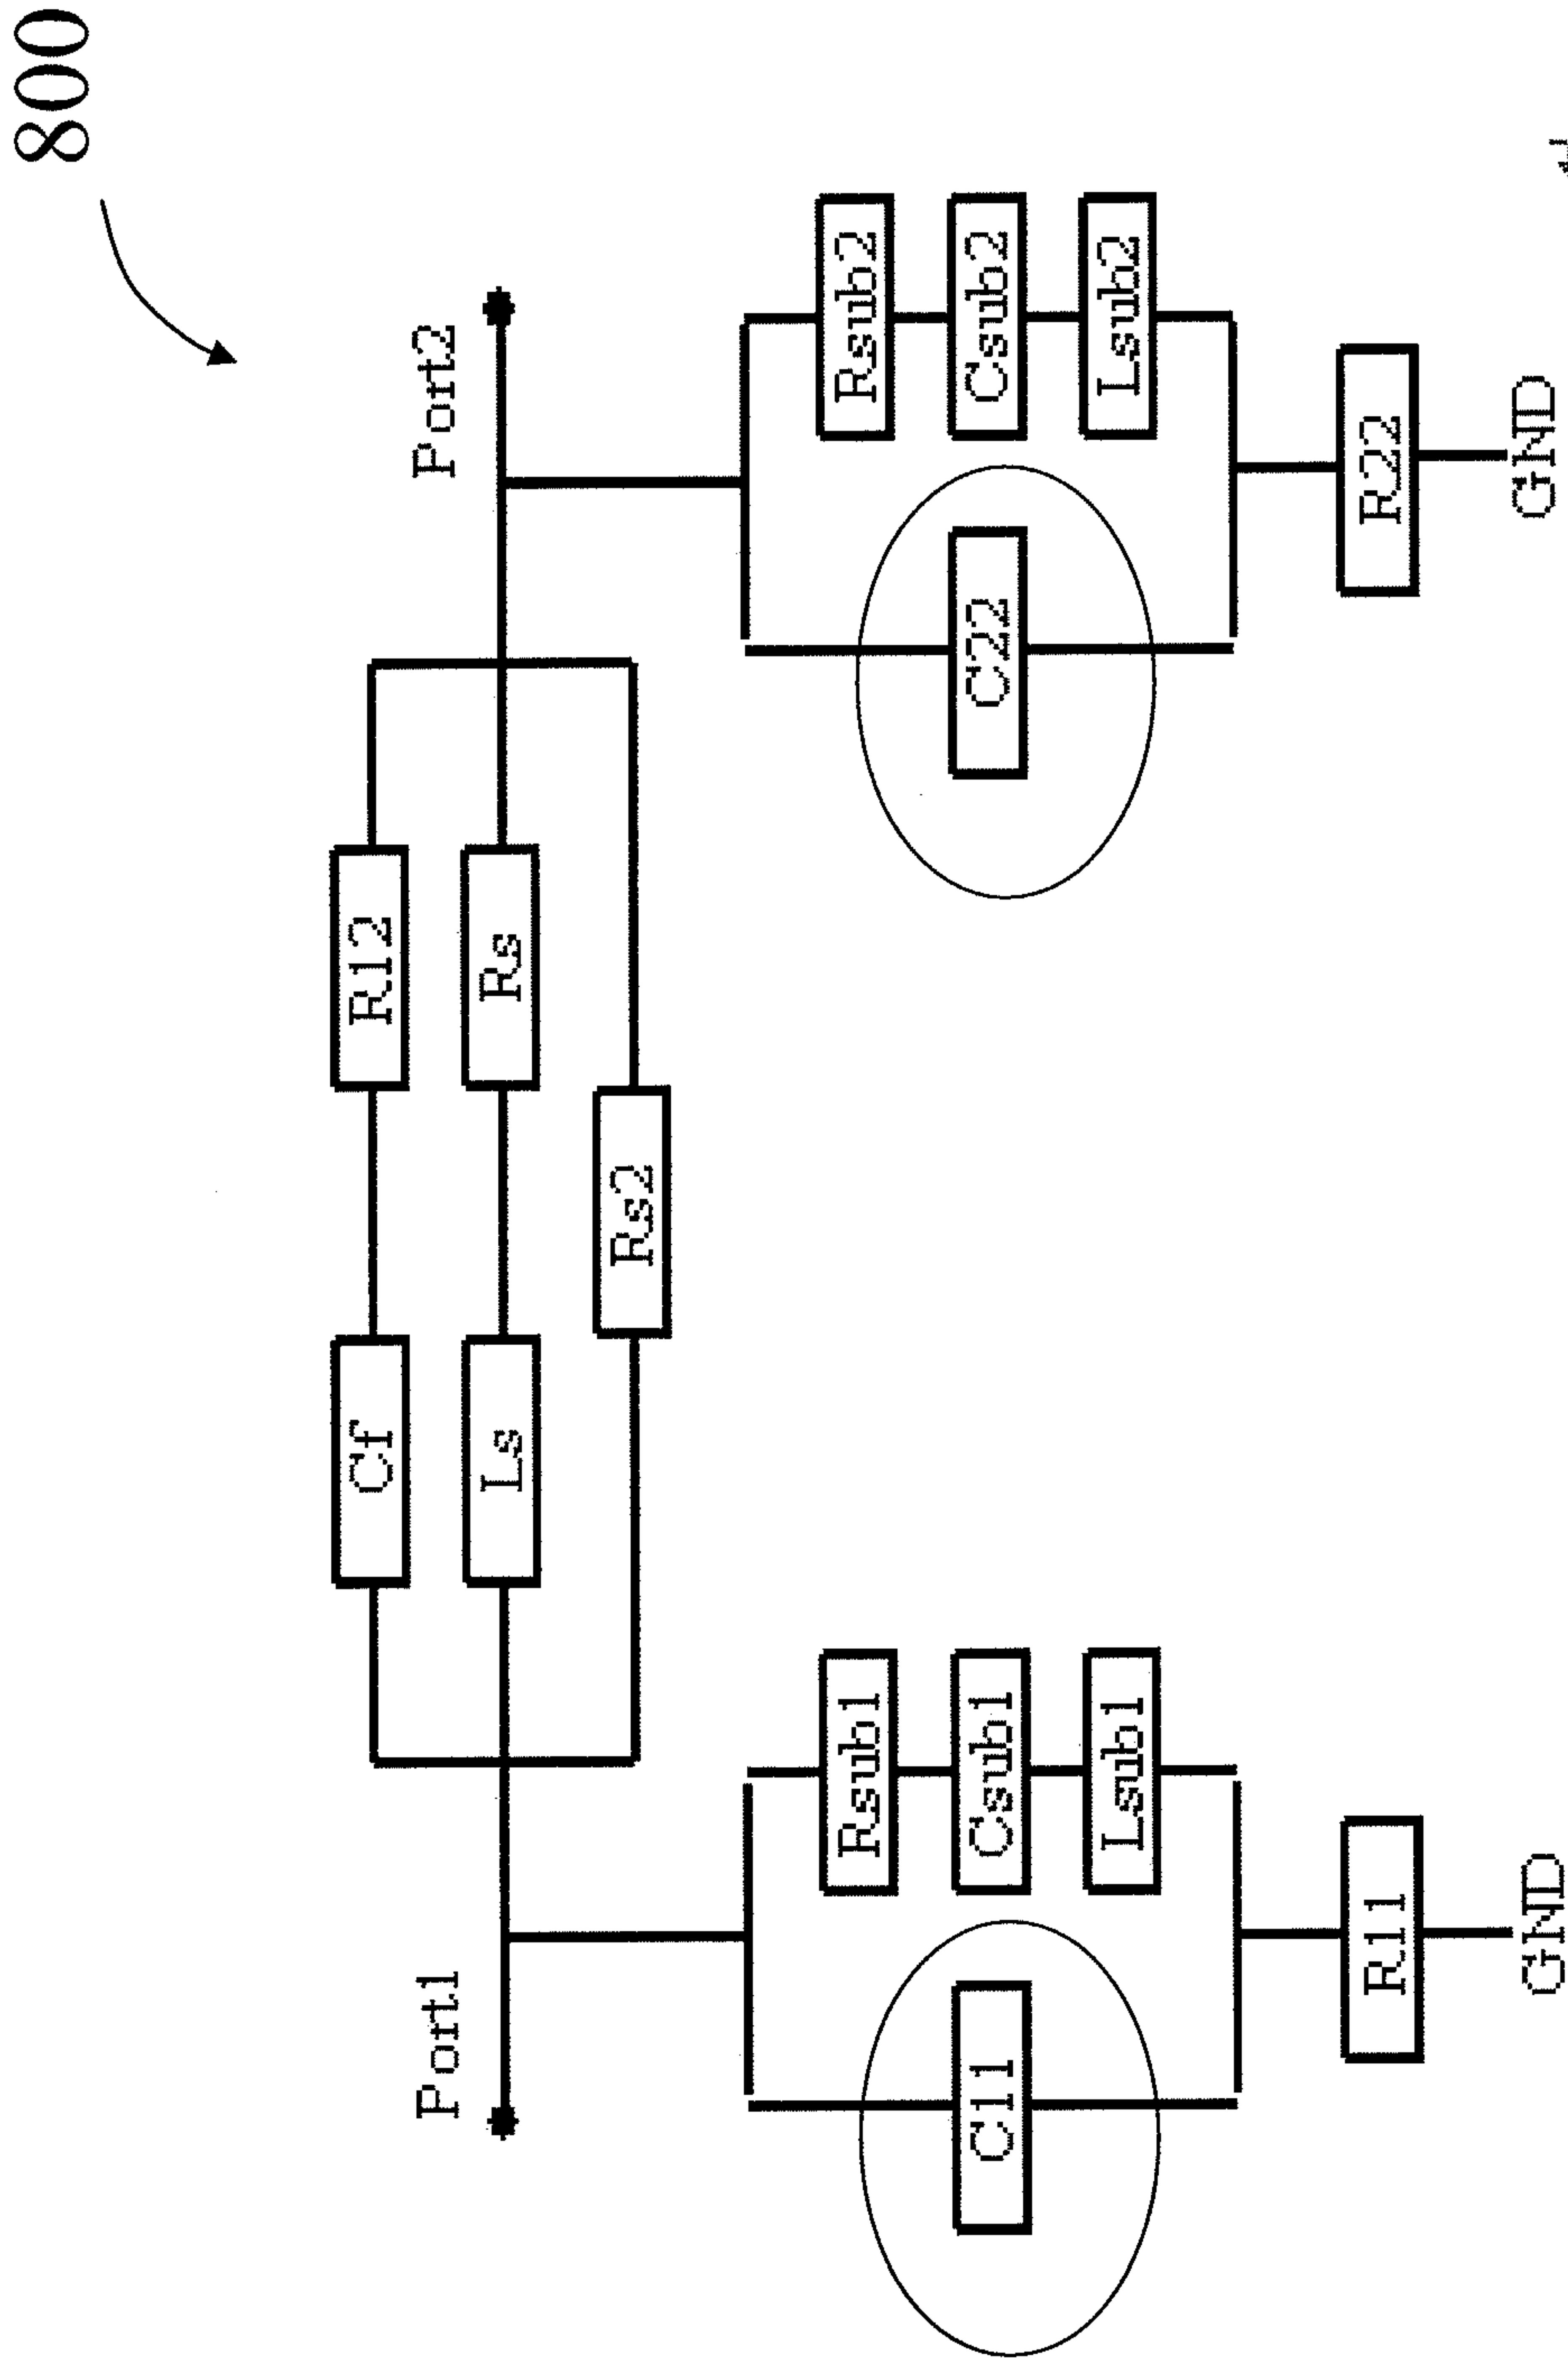 800
Port1
Port2
Cf
R12
Ls
Rs
Rs2
C11
Rsub1
Csub1
Lsub1
R11
GND
C22
Rsub2
Csub2
Lsub2
R22
GND